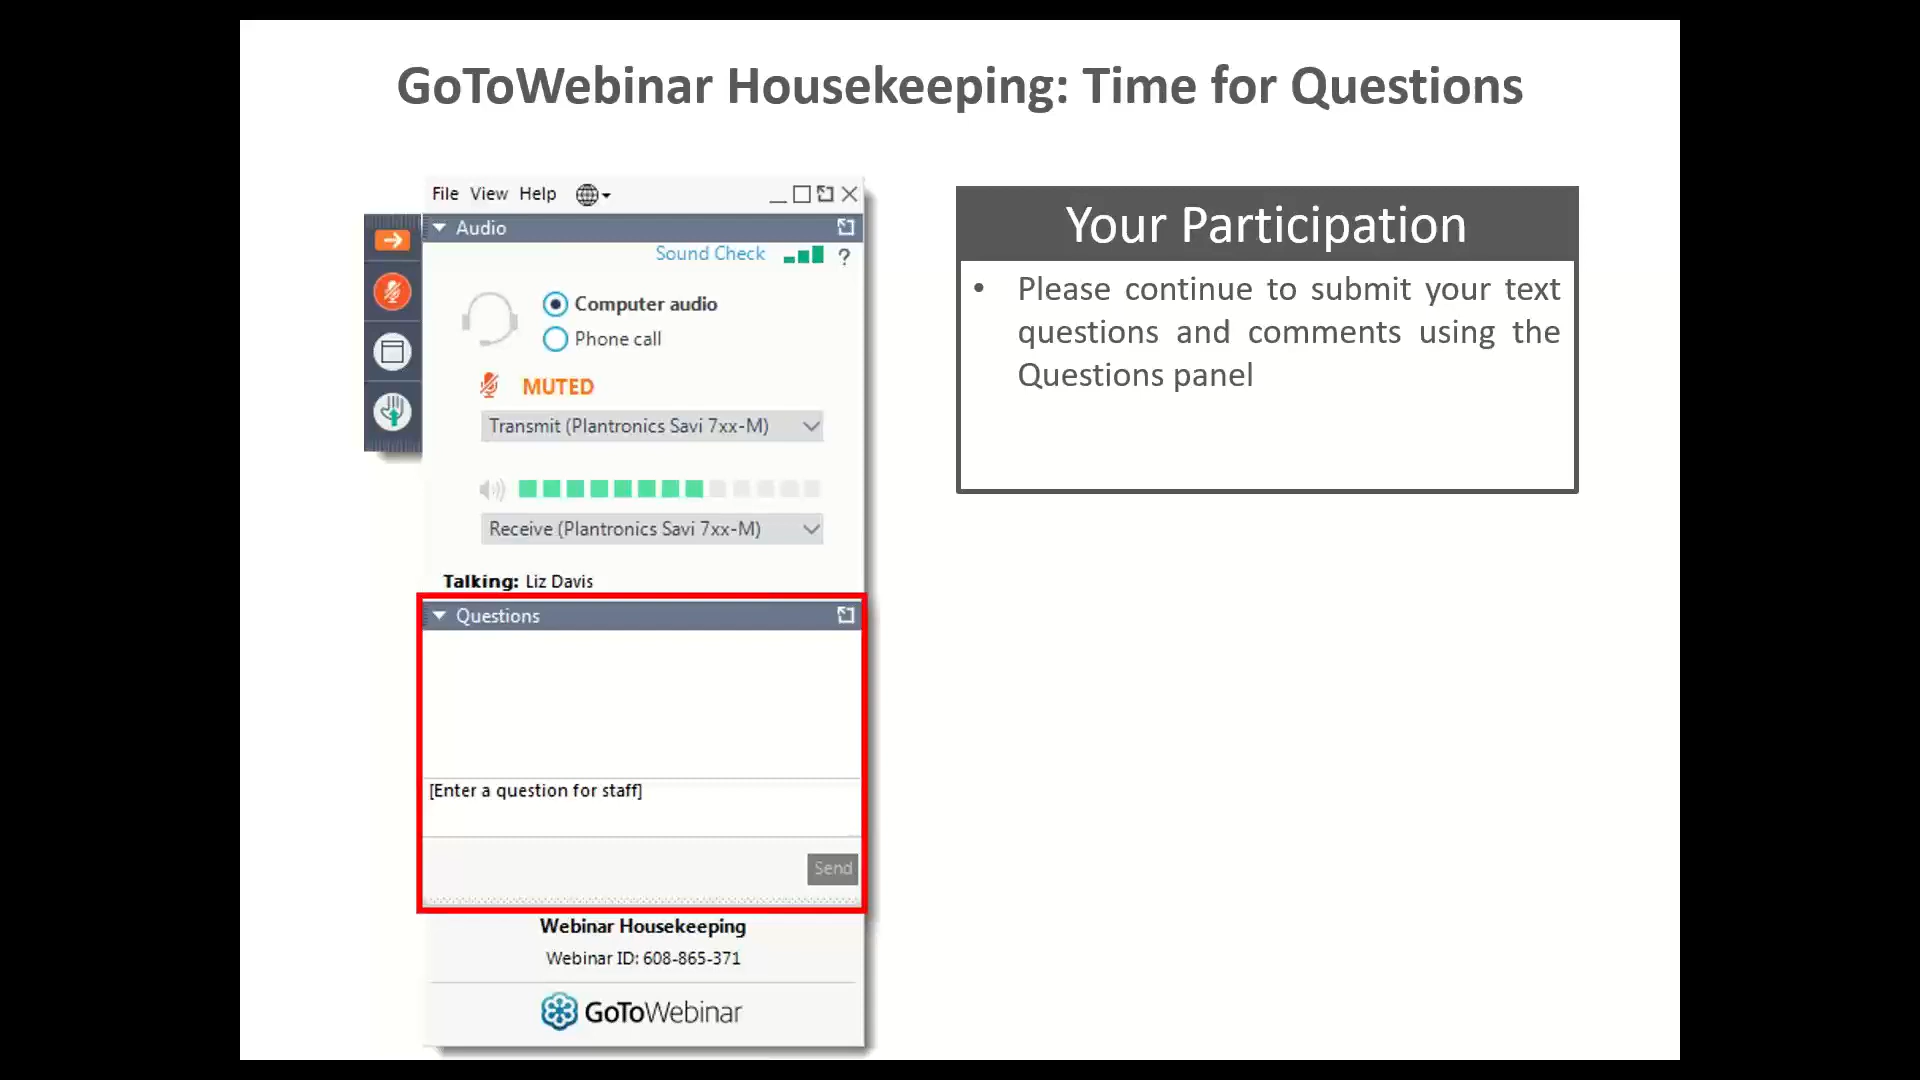 GoToWebinar Housekeeping: Time for Questions
File View Help
Audio
Sound Check ?
Computer audio
Phone call
MUTED
Transmit (Plantronics Savi 7xx-M)
Receive (Plantronics Savi 7xx-M)
Talking: Liz Davis
Questions
[Enter a question for staff]
Send
Webinar Housekeeping
Webinar ID: 608-865-371
GoToWebinar
Your Participation
• Please continue to submit your text
questions and comments using the
Questions panel